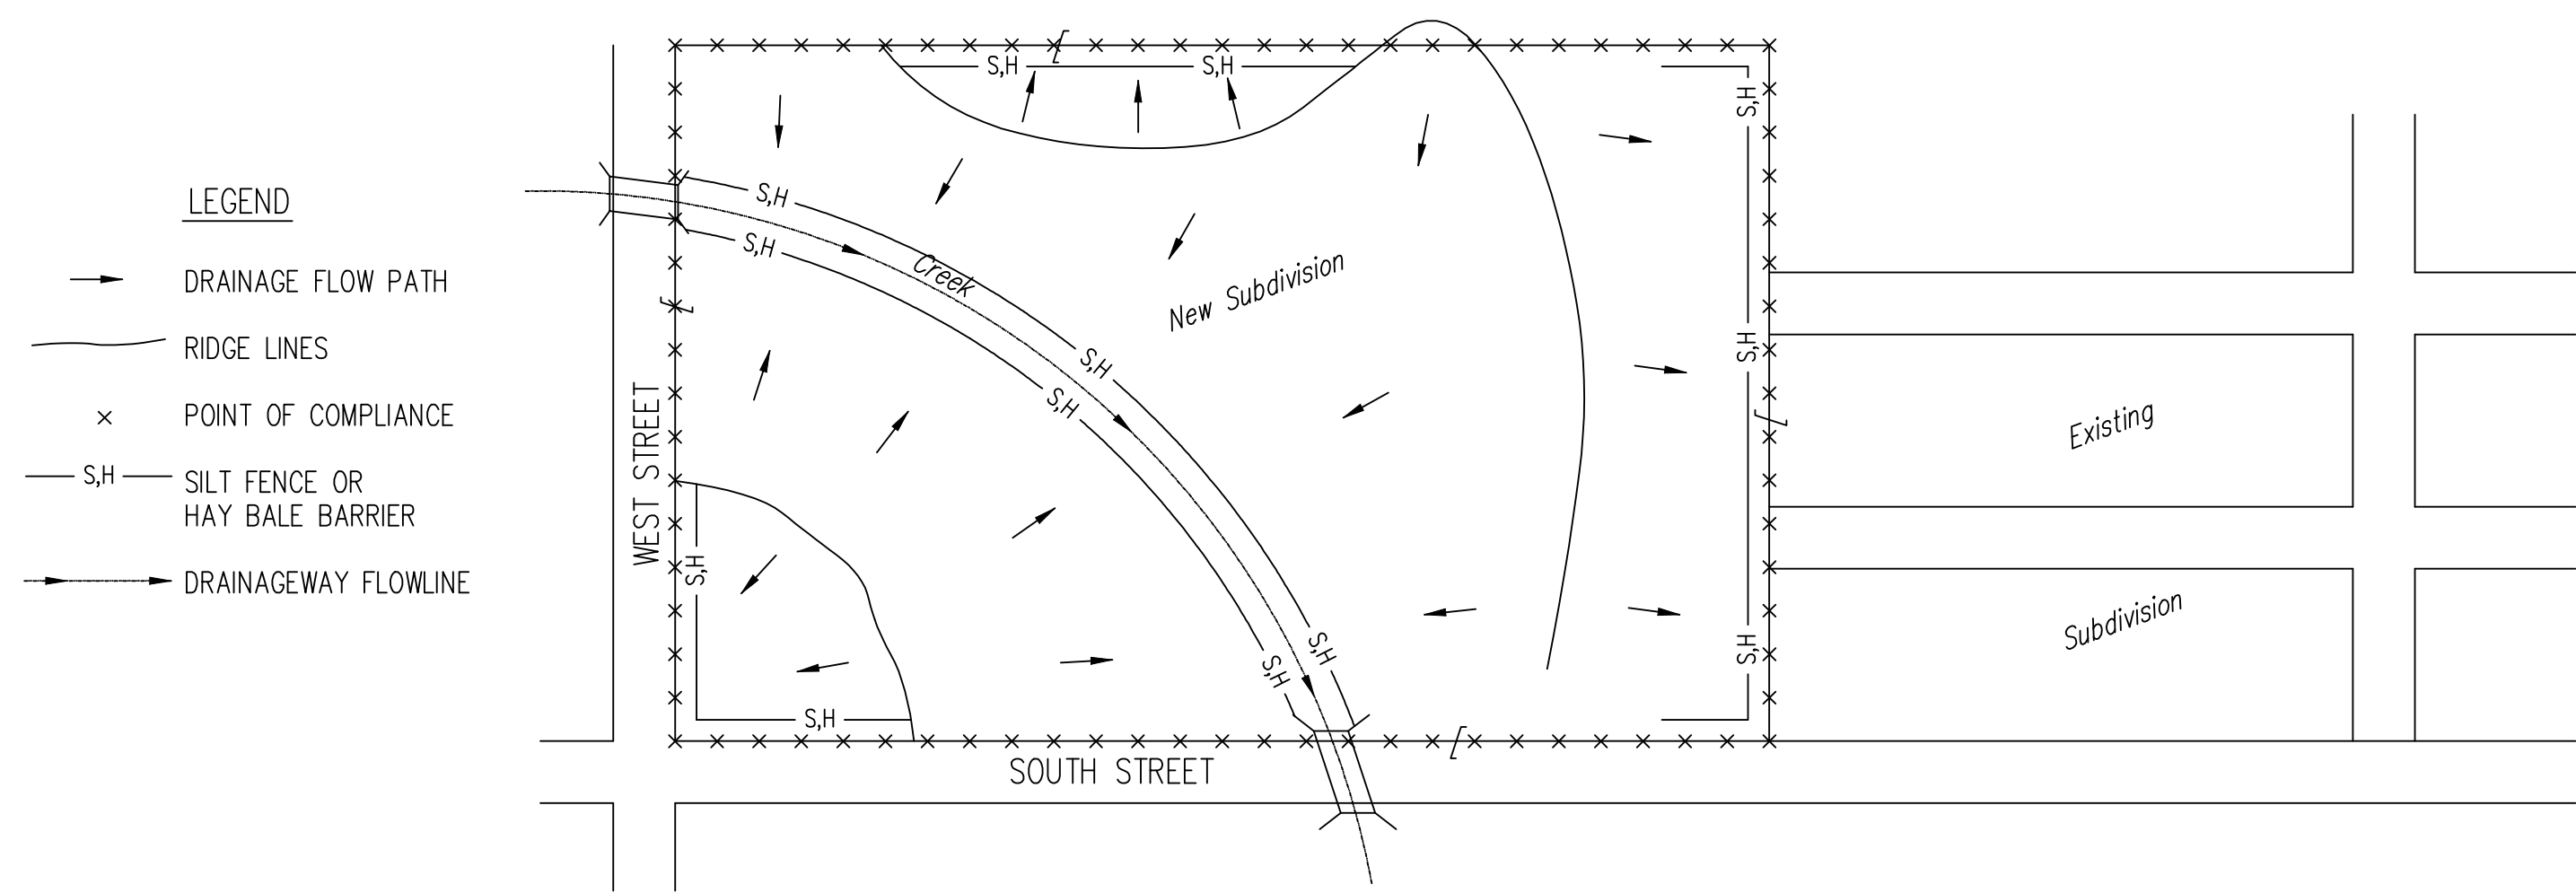 LEGEND
DRAINAGE FLOW PATH
RIDGE LINES
POINT OF COMPLIANCE
S,H
SILT FENCE OR
HAY BALE BARRIER
DRAINAGEWAY FLOWLINE
S,H
S,H
S,H
S,H
S,H
Creek
New Subdivision
S,H
S,H
S,H
WEST STREET
Existing
S,H
Subdivision
S,H
S,H
S,H
S,H
SOUTH STREET